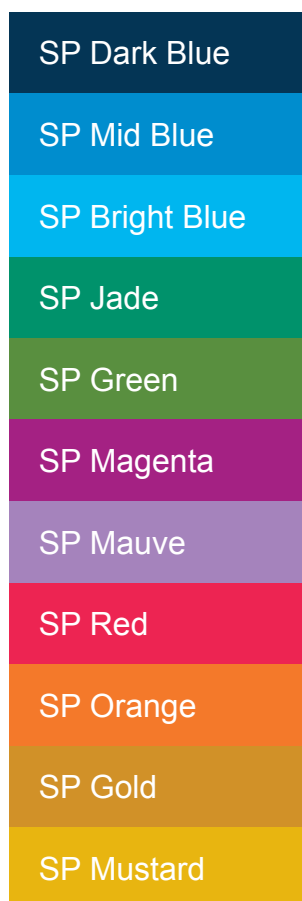 SP Dark Blue
SP Mid Blue
SP Bright Blue
SP Jade
SP Green
SP Magenta
SP Mauve
SP Red
SP Orange
SP Gold
SP Mustard